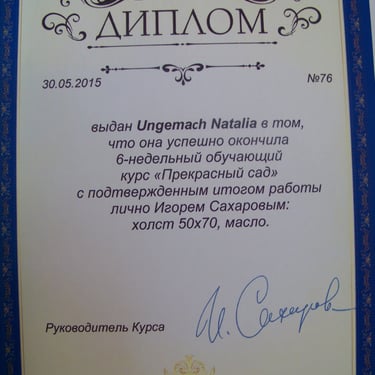 ДИПЛОМ
30.05.2015 №76
выдан Ungemach Natalia в том,
что она успешно окончила
6-недельный обучающий
курс «Прекрасный сад»
с подтвержденным итогом работы
лично Игорем Сахаровым:
холст 50х70, масло.
И. Сахаров
Руководитель Курса